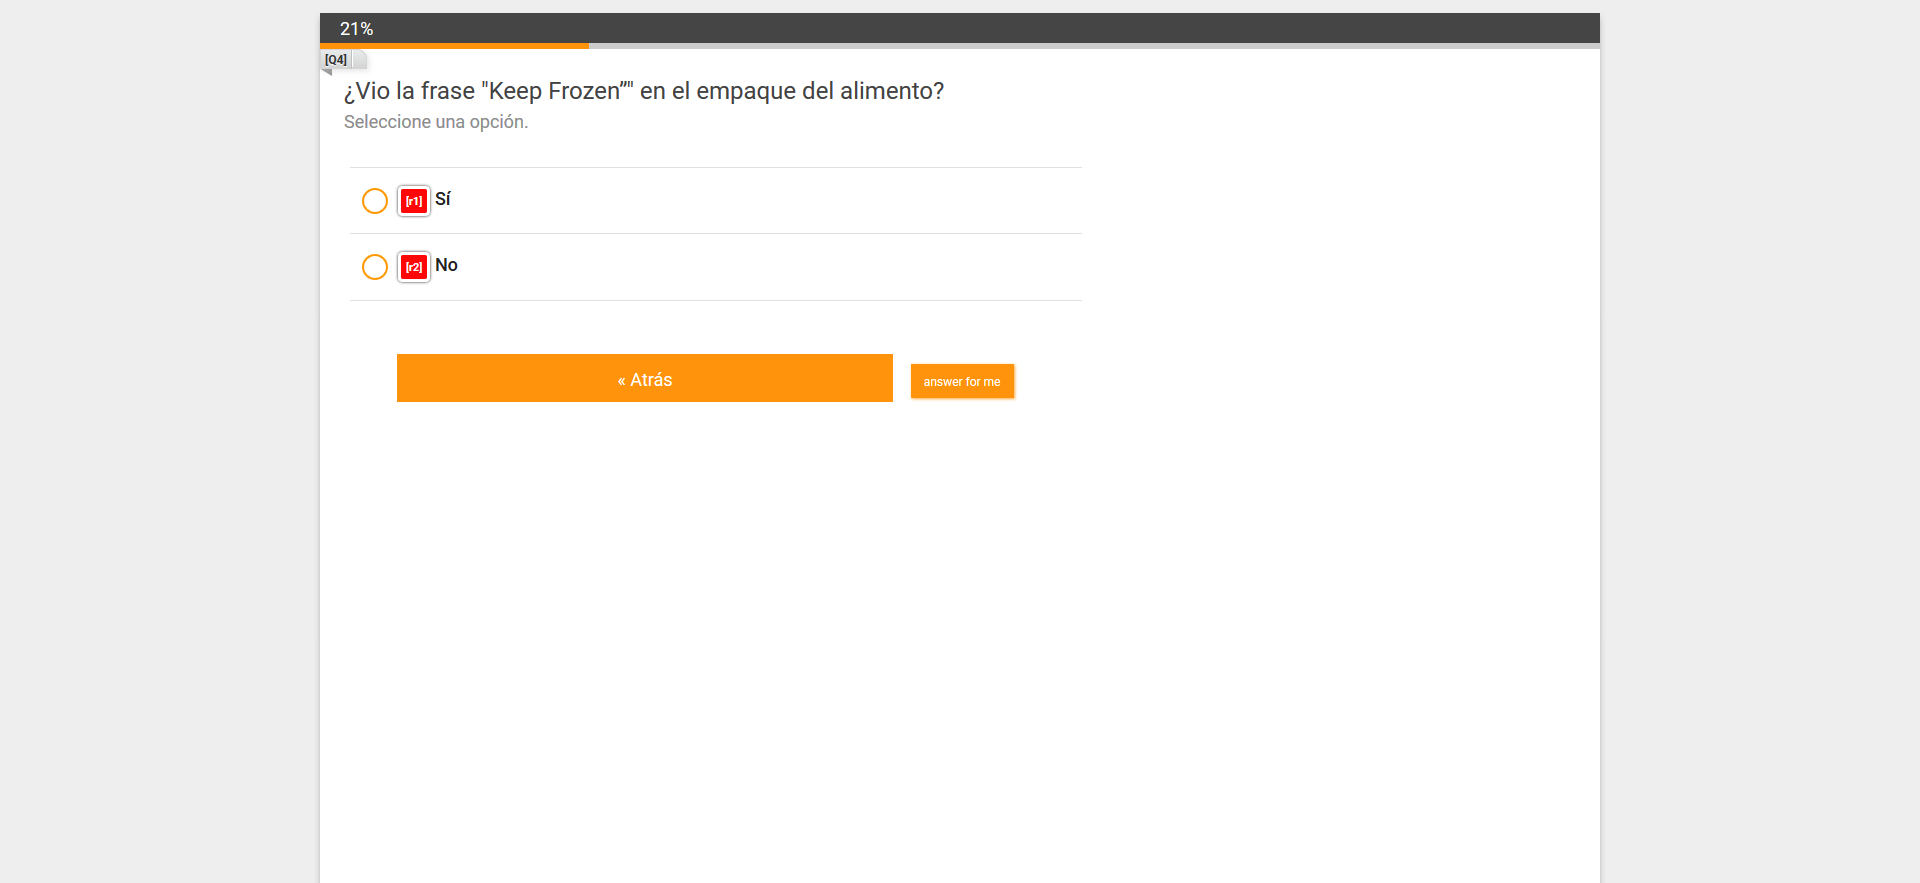 21%
[Q4]
¿Vio la frase "Keep Frozen”" en el empaque del alimento?
Seleccione una opción.
[r1] Sí
[r2] No
« Atrás
answer for me